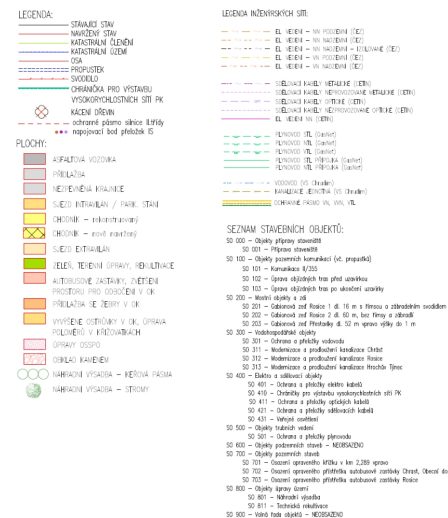 LEGENDA:
STÁVAJÍCÍ STAV
NAVRŽENÝ STAV
KATASTRÁLNÍ ČLENĚNÍ
KATASTRÁLNÍ ÚZEMÍ
OSA
PROPUSTEK
SVODIDLO
CHRÁNIČKA PRO VÝSTAVBU
VYSOKORYCHLOSTNÍCH SÍTÍ PK
KÁCENÍ DŘEVIN
ochranné pásmo silnice II.třídy
napojovací bod přeložek IS
PLOCHY:
ASFALTOVÁ VOZOVKA
PŘÍDLAŽBA
NEZPEVNĚNÁ KRAJNICE
SJEZD INTRAVILÁN / PARK. STÁNÍ
CHODNÍK - rekonstruovaný
CHODNÍK - nově navržený
SJEZD EXTRAVILÁN
ZELEŇ, TERÉNNÍ ÚPRAVY, REKULTIVACE
AUTOBUSOVÉ ZASTÁVKY, ZVĚTŠENÍ
PROSTORU PRO ODBOČENÍ V OK
PŘÍDLAŽBA SE ŽEBRY V OK
VYVÝŠENÉ OSTRŮVKY V OK, ÚPRAVA
POLOMĚRŮ V KŘIŽOVATKÁCH
ÚPRAVY OSSPO
OBKLAD KAMENEM
NÁHRADNÍ VÝSADBA - KEŘOVÁ PÁSMA
NÁHRADNÍ VÝSADBA - STROMY
LEGENDA INŽENÝRSKÝCH SÍTÍ:
EL. VEDENÍ - NN PODZEMNÍ (ČEZ)
EL. VEDENÍ - NN NADZEMNÍ (ČEZ)
EL. VEDENÍ - NN NADZEMNÍ - IZOLOVANÉ (ČEZ)
EL. VEDENÍ - VN PODZEMNÍ (ČEZ)
EL. VEDENÍ - VN NADZEMNÍ (ČEZ)
SDĚLOVACÍ KABELY METALICKÉ (CETIN)
SDĚLOVACÍ KABELY NEPROVOZOVANÉ METALICKÉ (CETIN)
SDĚLOVACÍ KABELY OPTICKÉ (CETIN)
SDĚLOVACÍ KABELY NEPROVOZOVANÉ OPTICKÉ (CETIN)
EL. VEDENÍ NN (CETIN)
PLYNOVOD STL (GasNet)
PLYNOVOD NTL (GasNet)
PLYNOVOD VTL (GasNet)
PLYNOVOD STL PŘÍPOJKA (GasNet)
PLYNOVOD NTL PŘÍPOJKA (GasNet)
VODOVOD (VS Chrudim)
KANALIZACE JEDNOTNÁ (VS Chrudim)
OCHRANNÉ PÁSMO VN, VVN, VTL
SEZNAM STAVEBNÍCH OBJEKTŮ:
SO 000 - Objekty přípravy staveniště
SO 001 - Příprava staveniště
SO 100 - Objekty pozemních komunikací (vč. propustků)
SO 101 - Komunikace II/355
SO 102 - Úprava objízdných tras před uzavírkou
SO 103 - Úprava objízdných tras po ukončení uzavírky
SO 200 - Mostní objekty a zdi
SO 201 - Gabionová zeď Rosice 1 dl. 16 m s římsou a zábradelním svodidlem
SO 202 - Gabionová zeď Rosice 2 dl. 60 m, bez římsy a zábradlí
SO 203 - Gabionová zeď Přestavlky dl. 52 m vpravo výšky do 1 m
SO 300 - Vodohospodářské objekty
SO 301 - Ochrana a přeložky vodovodu
SO 311 - Modernizace a prodloužení kanalizace Chrást
SO 312 - Modernizace a prodloužení kanalizace Rosice
SO 313 - Modernizace a prodloužení kanalizace Hrochův Týnec
SO 400 - Elektro a sdělovací objekty
SO 401 - Ochrana a přeložky elektro kabelů
SO 410 - Chráničky pro výstavbu vysokorychlostních sítí PK
SO 411 - Ochrana a přeložky optických kabelů
SO 421 - Ochrana a přeložky sdělovacích kabelů
SO 431 - Veřejné osvětlení
SO 500 - Objekty trubních vedení
SO 501 - Ochrana a přeložky plynovodu
SO 600 - Objekty podzemních staveb - NEOBSAZENO
SO 700 - Objekty pozemních staveb
SO 701 - Osazení opraveného křížku v km 2,289 vpravo
SO 702 - Osazení opraveného přístřešku autobusové zastávky Chrast, Obecní do
SO 703 - Osazení opraveného přístřešku autobusové zastávky Rosice
SO 800 - Objekty úpravy území
SO 801 - Náhradní výsadba
SO 811 - Technická rekultivace
SO 900 - Volná řada objektů - NEOBSAZENO